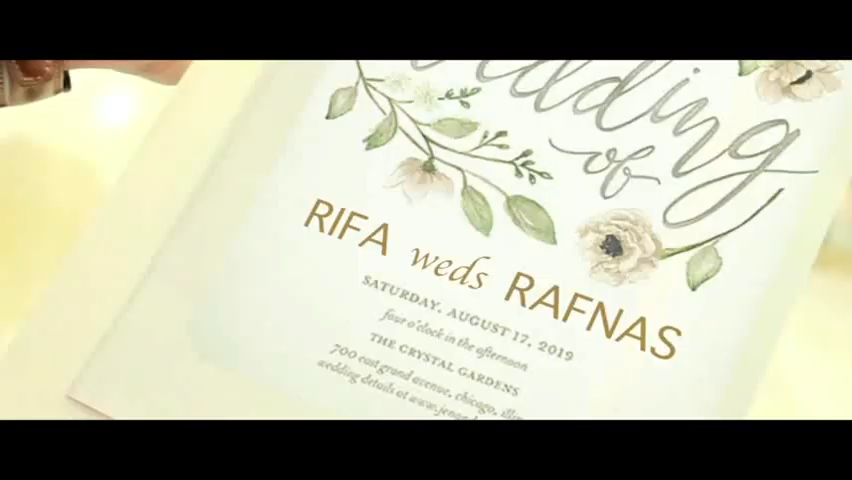 wedding
of
RIFA weds RAFNAS
SATURDAY, AUGUST 17, 2019
four o'clock in the afternoon
THE CRYSTAL GARDENS
700 east grand avenue, chicago,
wedding details at www.